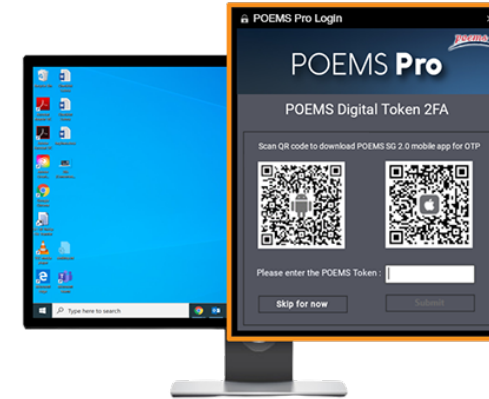 POEMS Pro Login
Poems
POEMS Pro
POEMS Digital Token 2FA
Scan QR code to download POEMS SG 2.0 mobile app for OTP
Please enter the POEMS Token :
Skip for now
Submit
Type here to search